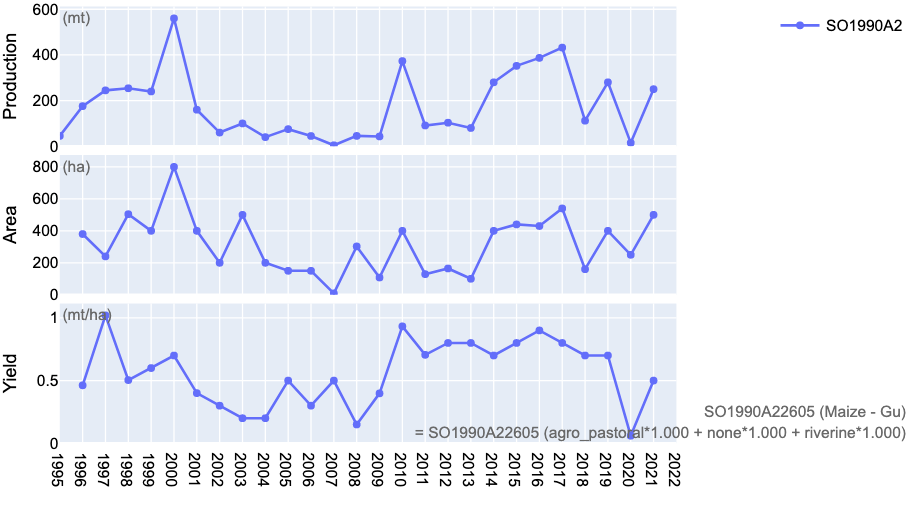 SO1990A2
Production
(mt)
600
400
200
0
Area
(ha)
800
600
400
200
0
Yield
(mt/ha)
1
0.5
0
SO1990A22605 (Maize - Gu)
= SO1990A22605 (agro_pastoral*1.000 + none*1.000 + riverine*1.000)
1995 1996 1997 1998 1999 2000 2001 2002 2003 2004 2005 2006 2007 2008 2009 2010 2011 2012 2013 2014 2015 2016 2017 2018 2019 2020 2021 2022